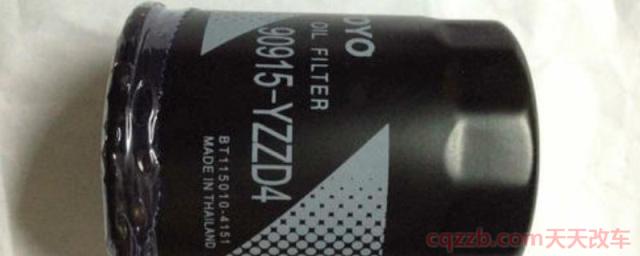 OYO
OIL FILTER
90915-YZZD4
BT115010-4151
MADE IN THAILAND
cqzzb.com天天改车